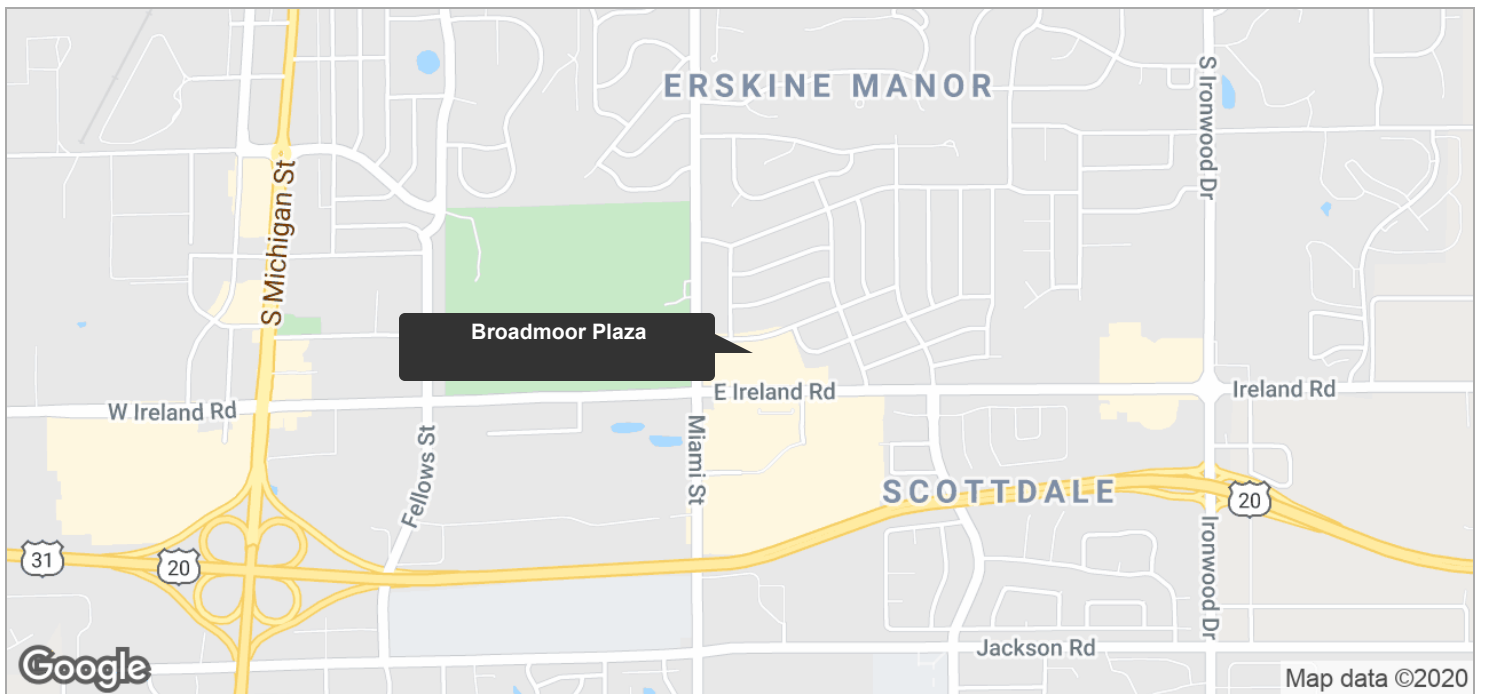 ERSKINE MANOR
S Ironwood Dr
S Michigan St
Broadmoor Plaza
E Ireland Rd
Ireland Rd
W Ireland Rd
Fellows St
Miami St
SCOTTDALE
20
31
20
Ironwood Dr
Jackson Rd
Google
Map data ©2020